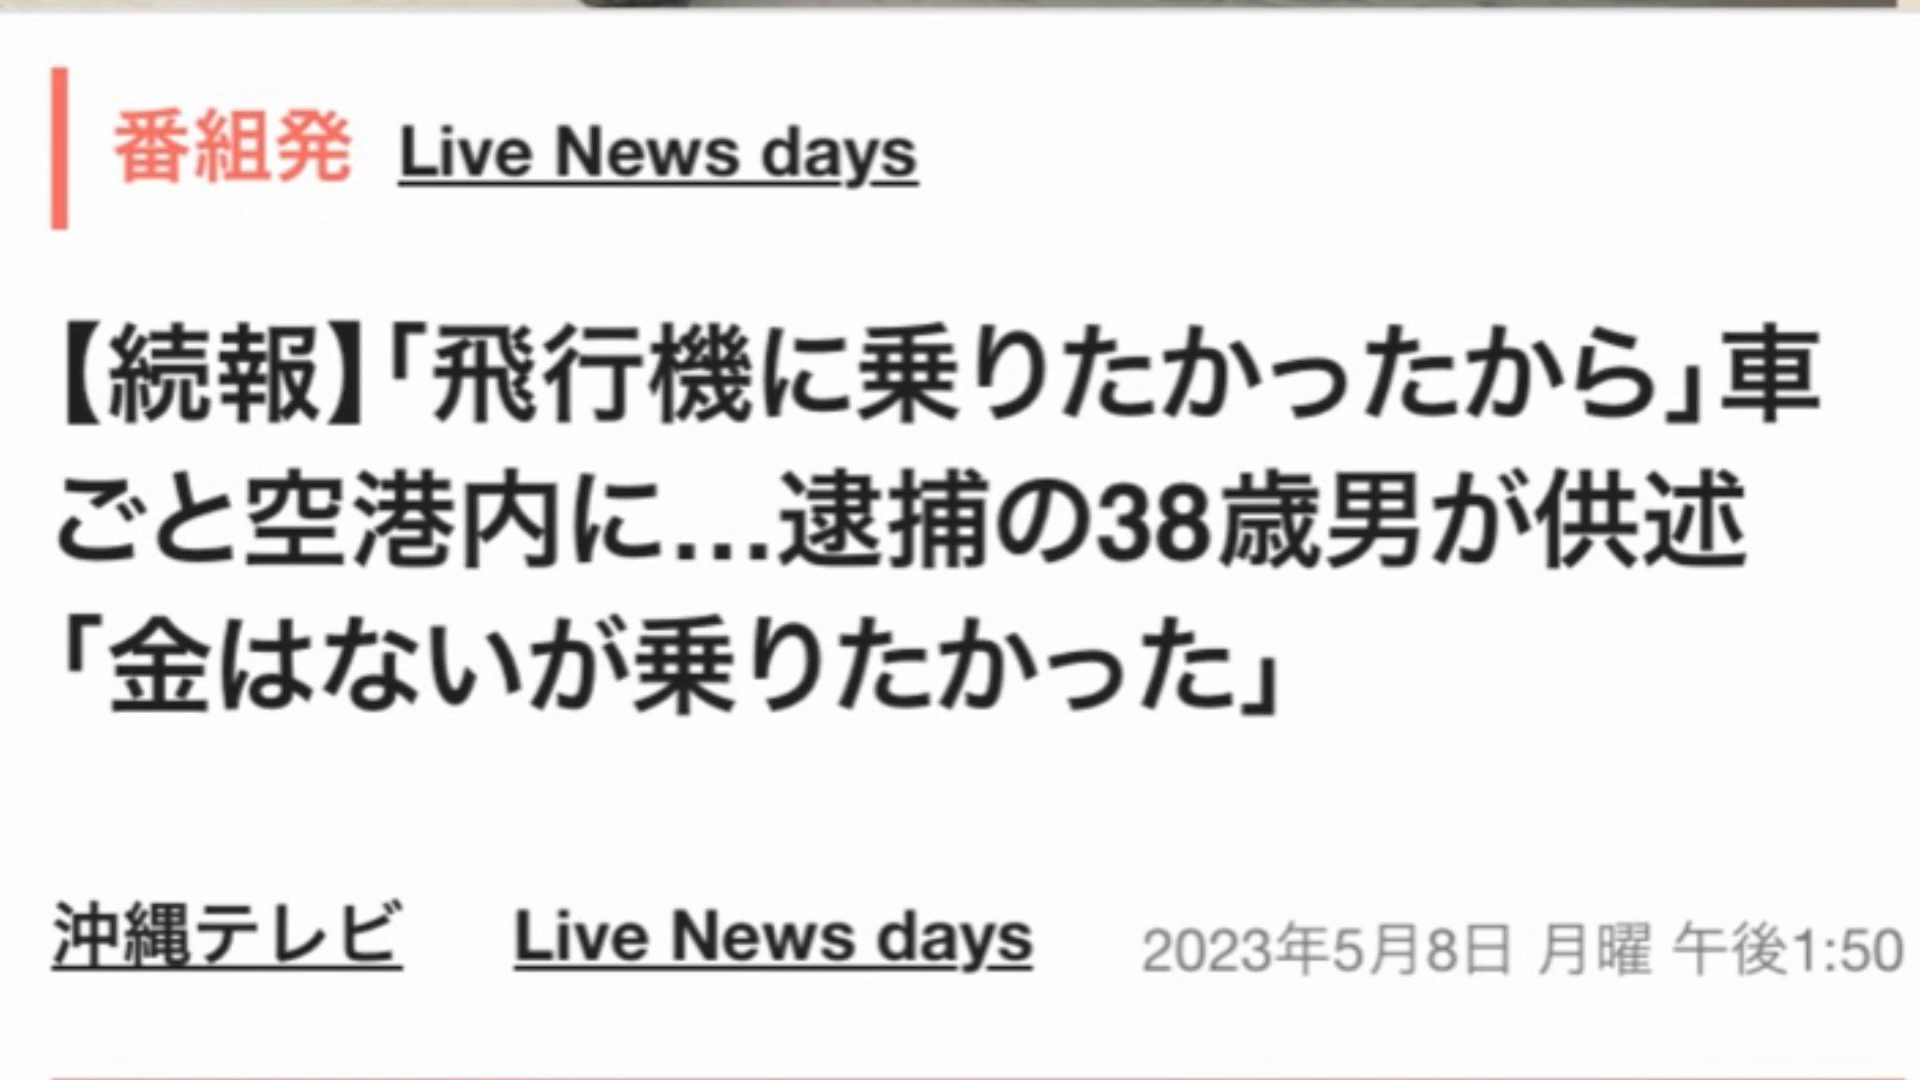 番組発 Live News days
【続報】「飛行機に乗りたかったから」車
ごと空港内に…逮捕の38歳男が供述
「金はないが乗りたかった」
沖縄テレビ Live News days 2023年5月8日 月曜 午後1:50